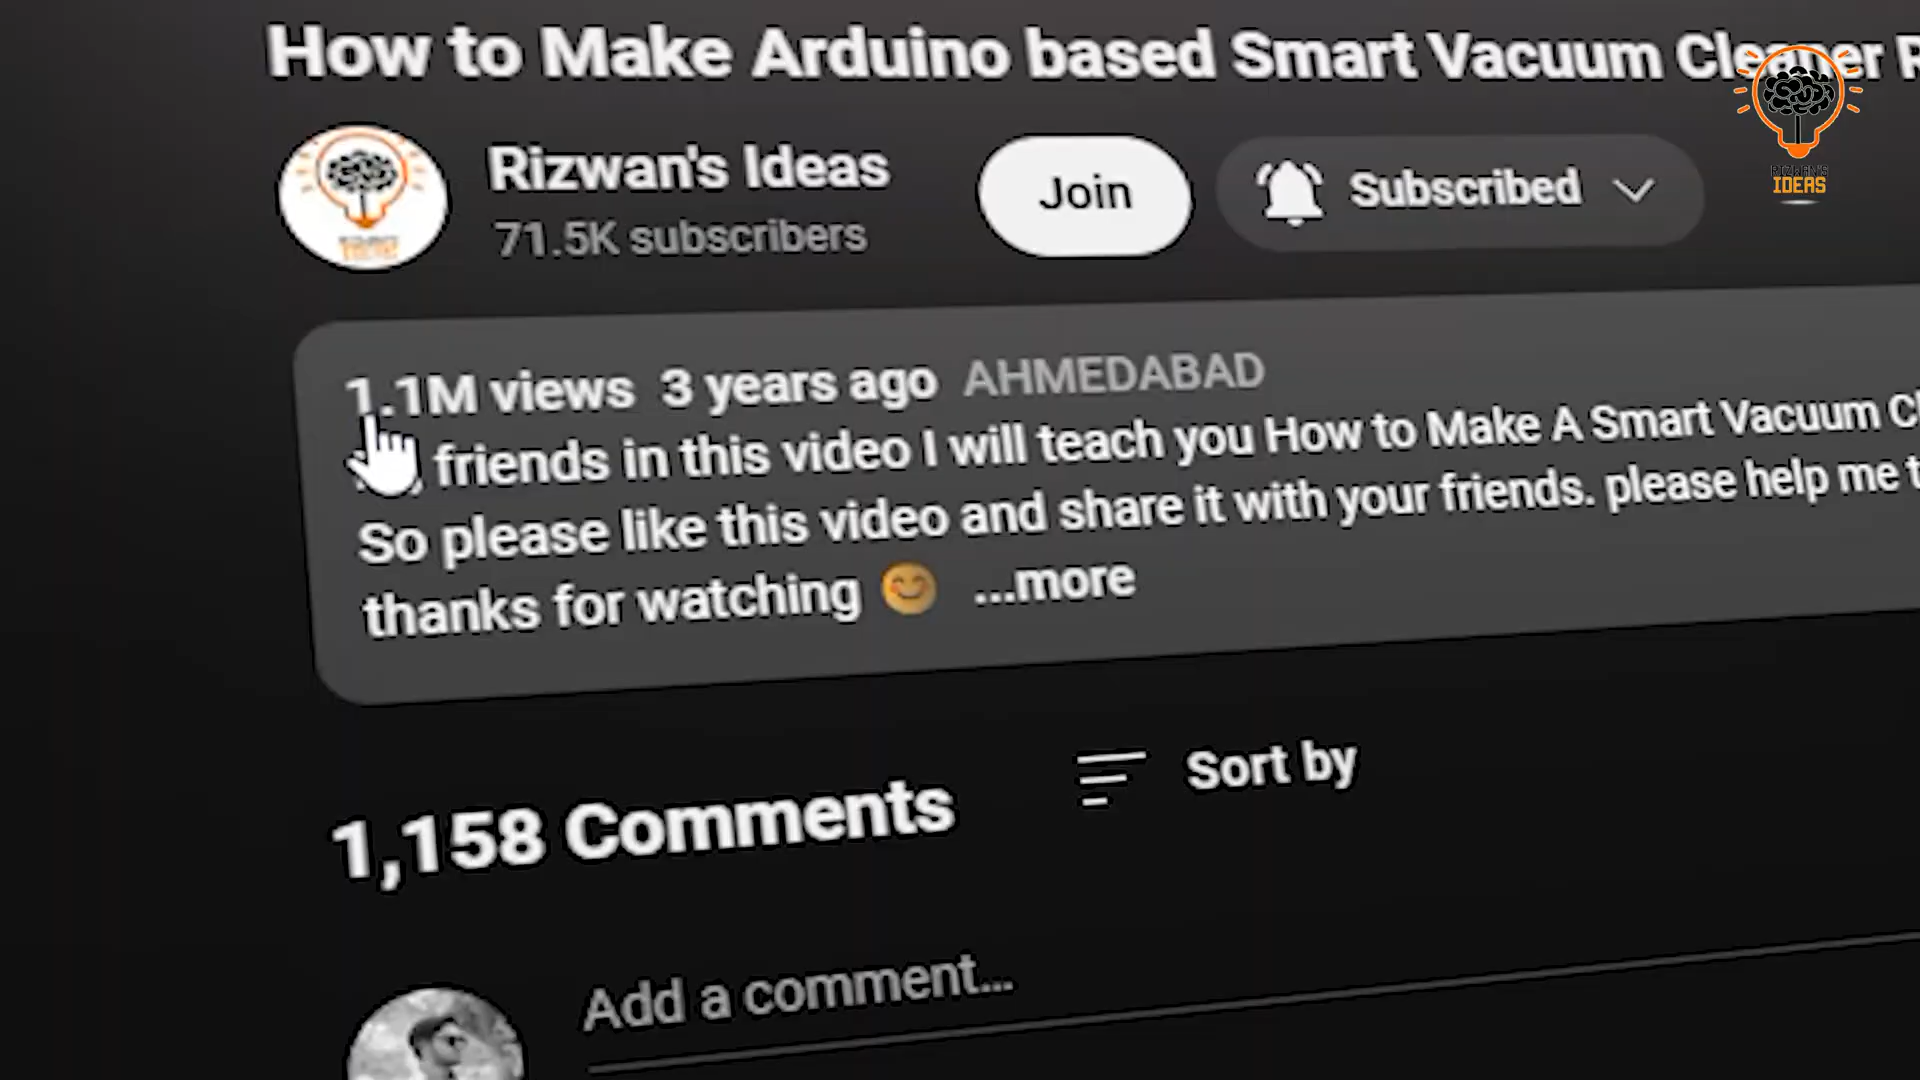 How to Make Arduino based Smart Vacuum Cleaner R
Rizwan's Ideas
71.5K subscribers
Join
Subscribed
RIZWAN'S
IDEAS
1.1M views 3 years ago AHMEDABAD
friends in this video I will teach you How to Make A Smart Vacuum Cl
So please like this video and share it with your friends. please help me t
thanks for watching 😊 ...more
1,158 Comments
Sort by
Add a comment...